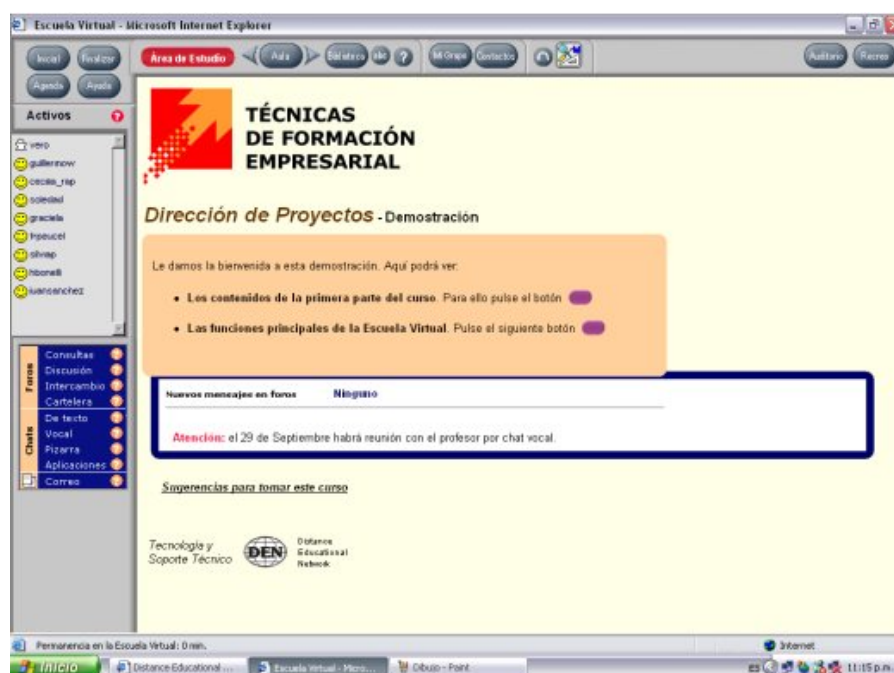 Escuela Virtual - Microsoft Internet Explorer
Inicial Finalizar
Área de Estudio Aula Biblioteca abc ? Mi Grupo Contactos
Auditorio Recreo
Agenda Ayuda
Activos ?
vero
guillermow
cecilia_rap
soledad
graciela
silvap
hbonelli
juansanchez
Foros
Consultas ?
Discusión ?
Intercambio ?
Cartelera ?
Chats
De texto ?
Vocal ?
Pizarra ?
Aplicaciones ?
Correo ?
TÉCNICAS
DE FORMACIÓN
EMPRESARIAL
Dirección de Proyectos - Demostración
Le damos la bienvenida a esta demostración. Aquí podrá ver:
• Los contenidos de la primera parte del curso. Para ello pulse el botón
• Las funciones principales de la Escuela Virtual. Pulse el siguiente botón
Nuevos mensajes en foros Ninguno
Atención: el 29 de Septiembre habrá reunión con el profesor por chat vocal.
Sugerencias para tomar este curso
Tecnología y
Soporte Técnico
DEN
Distance
Educational
Network
Permanencia en la Escuela Virtual: 0 min.
Internet
Inicio
Distance Educational ...
Escuela Virtual - Micro...
Dibujo - Paint
ES
11:15 p.m.